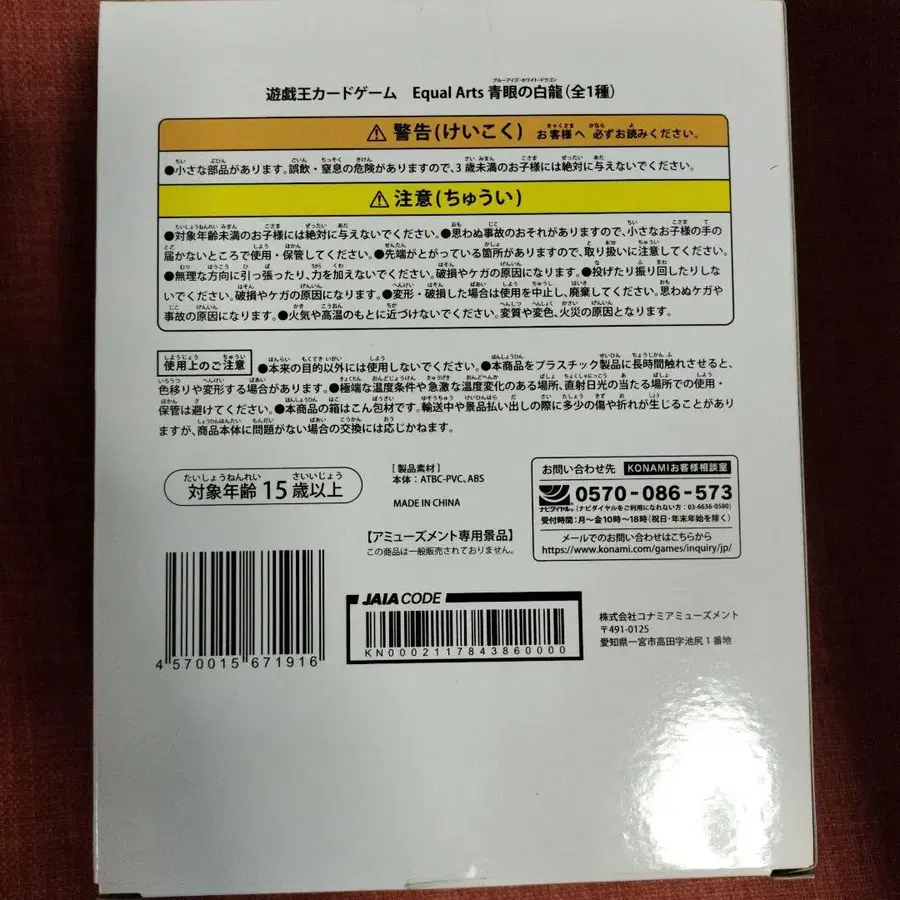 遊戯王カードゲーム Equal Arts 青眼の白龍(全1種)
⚠ 警告(けいこく) お客様へ 必ずお読みください。
●小さな部品があります。誤飲・窒息の危険がありますので、3歳未満のお子様には絶対に与えないでください。
⚠ 注意(ちゅうい)
●対象年齢未満のお子様には絶対に与えないでください。●思わぬ事故のおそれがありますので、小さなお子様の手の
届かないところで使用・保管してください。●先端がとがっている箇所がありますので、取り扱いに注意してください。
●無理な方向に引っ張ったり、力を加えないでください。破損やケガの原因になります。●投げたり振り回したりしな
いでください。破損やケガの原因になります。●変形・破損した場合は使用を中止し、廃棄してください。思わぬケガや
事故の原因になります。●火気や高温のもとに近づけないでください。変質や変色、火災の原因となります。
使用上のご注意 ●本来の目的以外には使用しないでください。●本商品をプラスチック製品に長時間触れさせると、
色移りや変形する場合があります。●極端な温度条件や急激な温度変化のある場所、直射日光の当たる場所での使用・
保管は避けてください。●本商品の箱はこん包材です。輸送中や景品払い出しの際に多少の傷や折れが生じることがあり
ますが、商品本体に問題がない場合の交換には応じかねます。
対象年齢 15歳以上
[製品素材]
本体:ATBC-PVC、ABS
MADE IN CHINA
【アミューズメント専用景品】
この商品は一般販売されておりません。
お問い合わせ先 KONAMIお客様相談室
ナビダイヤル® 0570-086-573
(ナビダイヤルをご利用になれない方:03-6636-0580)
受付時間:月〜金10時〜18時(祝日・年末年始を除く)
メールでのお問い合わせはこちらから
https://www.konami.com/games/inquiry/jp/
4 570015 671916
JAIA CODE
KN00021178438600​00
株式会社コナミアミューズメント
〒491-0125
愛知県一宮市高田字池尻1番地